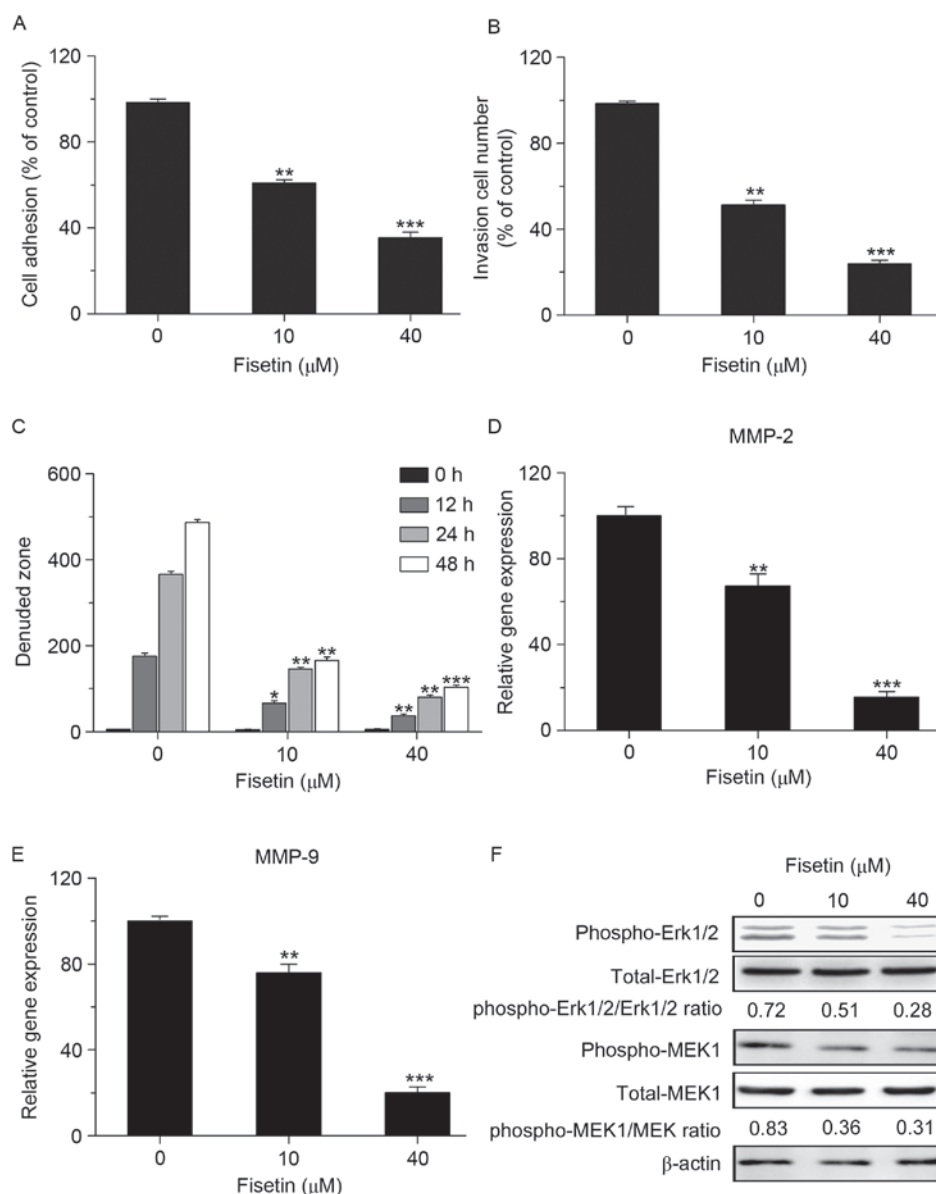 A
Cell adhesion (% of control)
120
80
40
0
**
***
0 10 40
Fisetin (μM)
B
Invasion cell number
(% of control)
120
80
40
0
**
***
0 10 40
Fisetin (μM)
C
Denuded zone
600
400
200
0
0 h
12 h
24 h
48 h
* ** **
** ** ***
0 10 40
Fisetin (μM)
D
MMP-2
Relative gene expression
120
80
40
0
**
***
0 10 40
Fisetin (μM)
E
MMP-9
Relative gene expression
120
80
40
0
**
***
0 10 40
Fisetin (μM)
F
Fisetin (μM)
0 10 40
Phospho-Erk1/2
Total-Erk1/2
phospho-Erk1/2/Erk1/2 ratio 0.72 0.51 0.28
Phospho-MEK1
Total-MEK1
phospho-MEK1/MEK ratio 0.83 0.36 0.31
β-actin